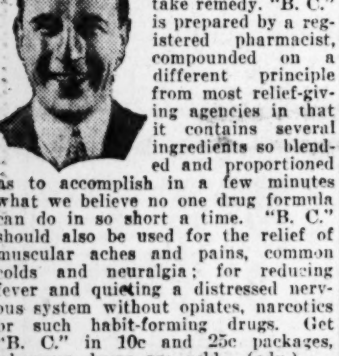 take remedy. "B. C."
is prepared by a reg-
istered pharmacist,
compounded on a
different principle
from most relief-giv-
ing agencies in that
it contains several
ingredients so blend-
ed and proportioned
as to accomplish in a few minutes
what we believe no one drug formula
can do in so short a time. "B. C."
should also be used for the relief of
muscular aches and pains, common
colds and neuralgia; for reducing
fever and quieting a distressed nerv-
ous system without opiates, narcotics
or such habit-forming drugs. Get
"B. C." in 10c and 25c packages,